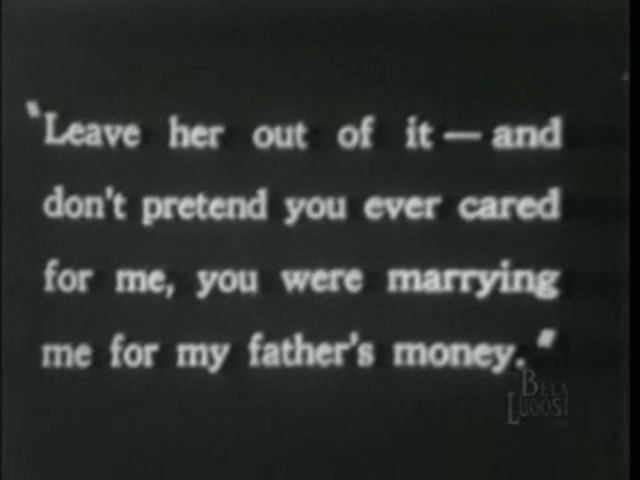 "Leave her out of it — and
don't pretend you ever cared
for me, you were marrying
me for my father's money."
BELA
LUGOSI